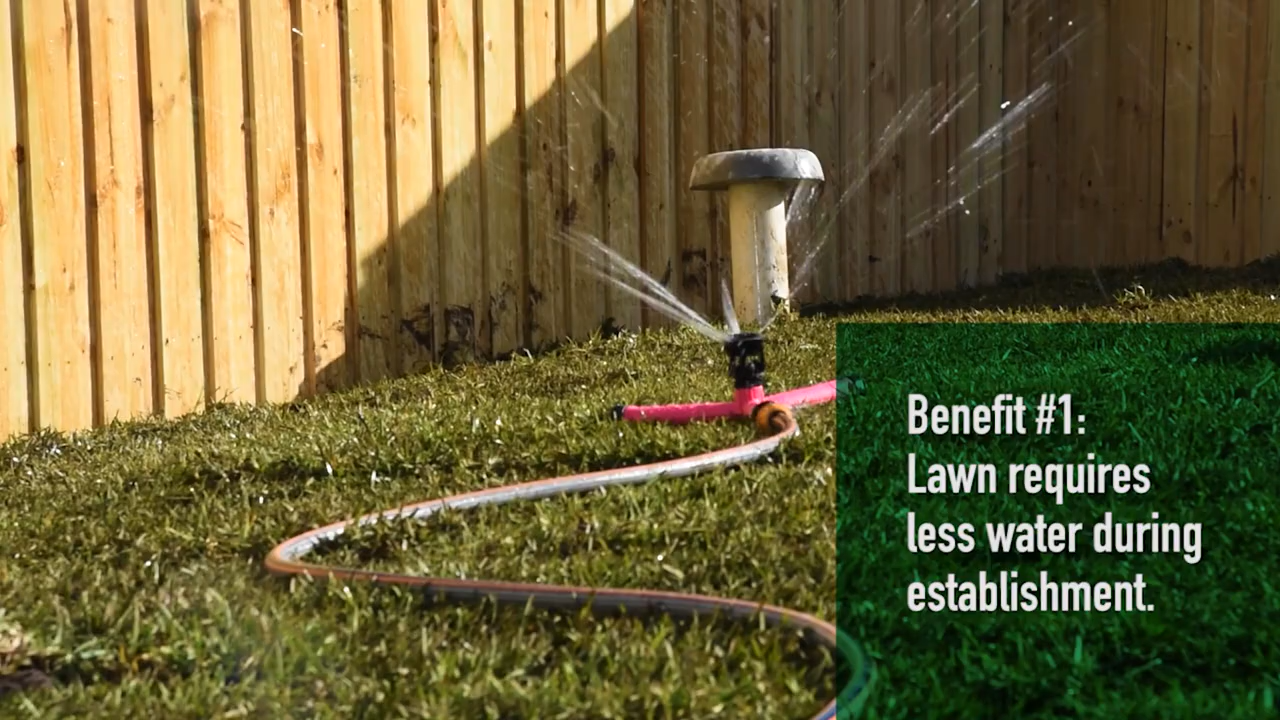 Benefit #1:
Lawn requires
less water during
establishment.